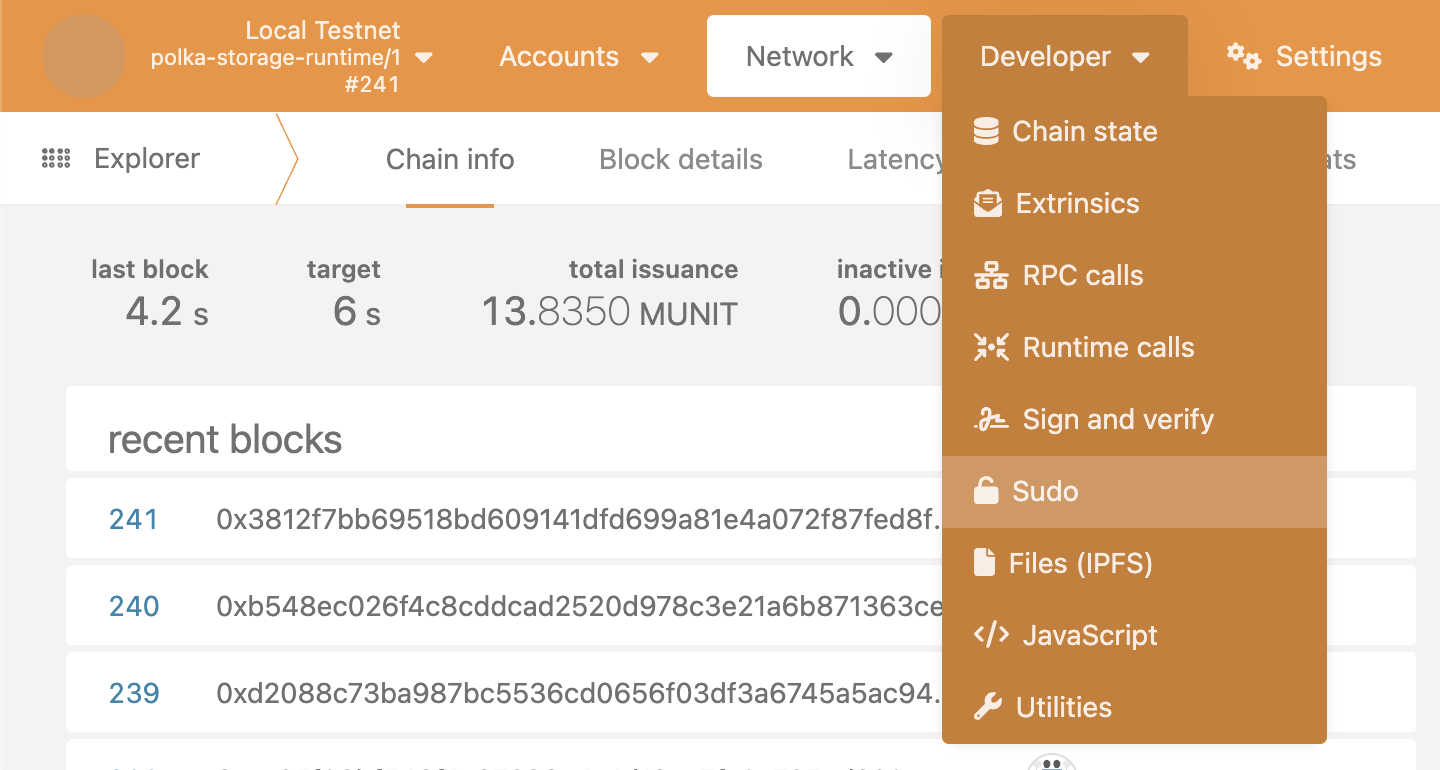 Local Testnet
polka-storage-runtime/1
#241
Accounts
Network
Developer
Settings
Explorer
Chain info
Block details
Latency
Chain state
Extrinsics
RPC calls
Runtime calls
Sign and verify
Sudo
Files (IPFS)
JavaScript
Utilities
last block
4.2 s
target
6 s
total issuance
13.8350 MUNIT
inactive
0.000
recent blocks
241 0x3812f7bb69518bd609141dfd699a81e4a072f87fed8f.
240 0xb548ec026f4c8cddcad2520d978c3e21a6b871363ce
239 0xd2088c73ba987bc5536cd0656f03df3a6745a5ac94.